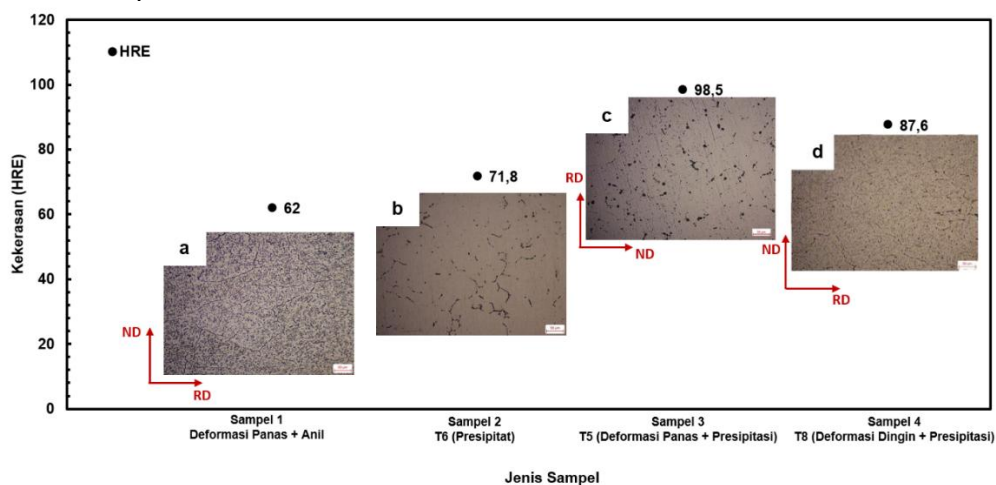 120
100
80
60
40
20
0
Kekerasan (HRE)
HRE
62
71,8
98,5
87,6
a
b
c
d
ND
RD
RD
ND
ND
RD
Sampel 1
Deformasi Panas + Anil
Sampel 2
T6 (Presipitat)
Sampel 3
T5 (Deformasi Panas + Presipitasi)
Sampel 4
T8 (Deformasi Dingin + Presipitasi)
Jenis Sampel